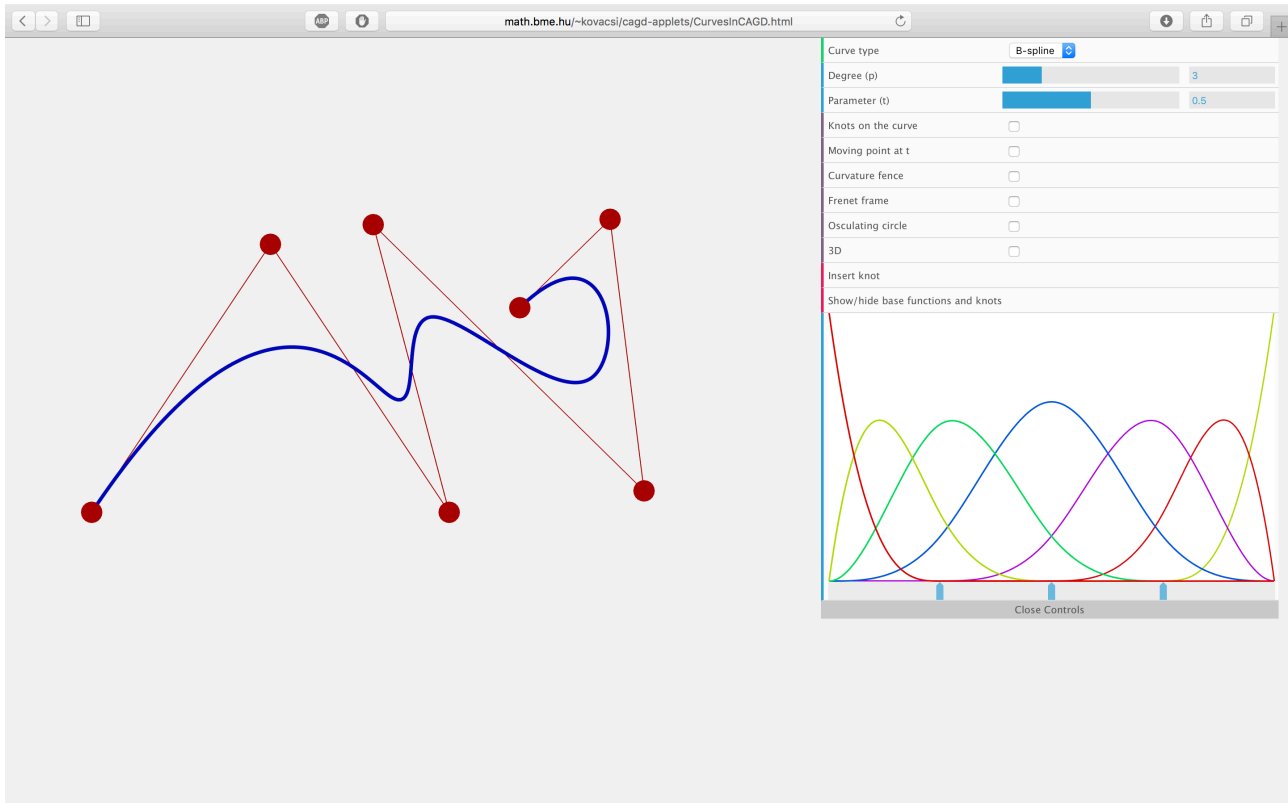 ABP
math.bme.hu/~kovacsi/cagd-applets/CurvesInCAGD.html
+
Curve type B-spline
Degree (p) 3
Parameter (t) 0.5
Knots on the curve
Moving point at t
Curvature fence
Frenet frame
Osculating circle
3D
Insert knot
Show/hide base functions and knots
Close Controls